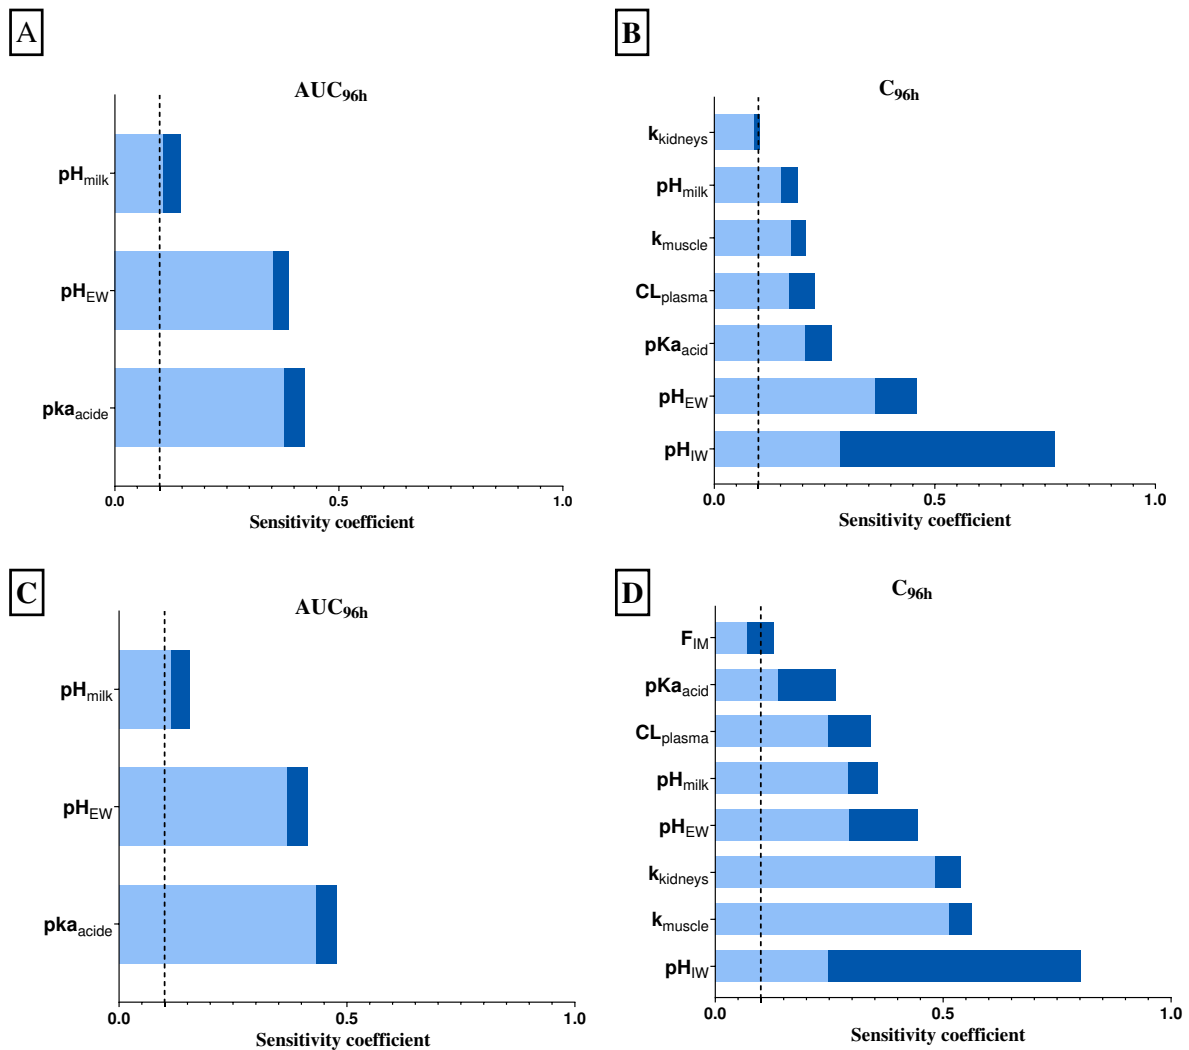 A
AUC96h
pHmilk
pHEW
pkaacide
0.0 0.5 1.0
Sensitivity coefficient
B
C96h
kkidneys
pHmilk
kmuscle
CLplasma
pKaacid
pHEW
pHIW
0.0 0.5 1.0
Sensitivity coefficient
C
AUC96h
pHmilk
pHEW
pkaacide
0.0 0.5 1.0
Sensitivity coefficient
D
C96h
FIM
pKaacid
CLplasma
pHmilk
pHEW
kkidneys
kmuscle
pHIW
0.0 0.5 1.0
Sensitivity coefficient